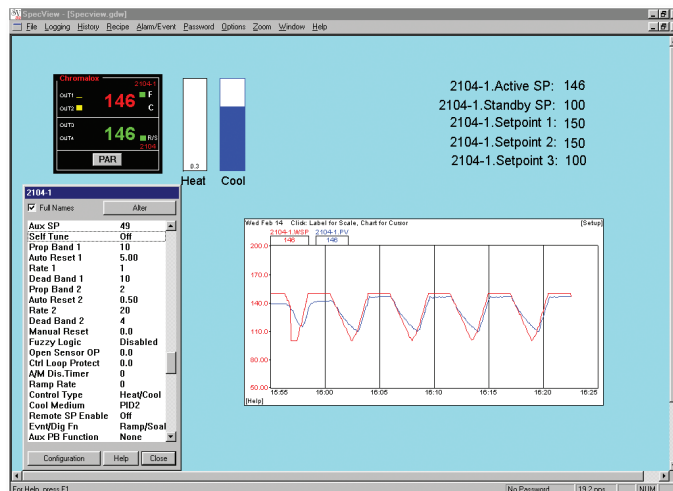 SpecView - [Specview.gdw]
File Logging History Recipe Alarm/Event Password Options Zoom Window Help
Chromalox
2104-1
OUT1 146 F
OUT2 C
OUT3
OUT4 146 R/S
2104
PAR
0.3
Heat Cool
2104-1.Active SP: 146
2104-1.Standby SP: 100
2104-1.Setpoint 1: 150
2104-1.Setpoint 2: 150
2104-1.Setpoint 3: 100
2104-1
Full Names Alter
Aux SP 49
Self Tune Off
Prop Band 1 10
Auto Reset 1 5.00
Rate 1 1
Dead Band 1 10
Prop Band 2 2
Auto Reset 2 0.50
Rate 2 20
Dead Band 2 4
Manual Reset 0.0
Fuzzy Logic Disabled
Open Sensor OP 0.0
Ctrl Loop Protect 0.0
A/M Dis.Timer 0
Ramp Rate 0
Control Type Heat/Cool
Cool Medium PID2
Remote SP Enable Off
Evnt/Dig Fn Ramp/Soal
Aux PB Function None
Configuration Help Close
Wed Feb 14 Click: Label for Scale, Chart for Cursor [Setup]
2104-1.WSP 2104-1.PV
146 146
200.0
170.0
140.0
110.0
80.00
50.00
15:55 16:00 16:05 16:10 16:15 16:20 16:25
[Help]
For Help, press F1 No Password 19.2 pps NUM